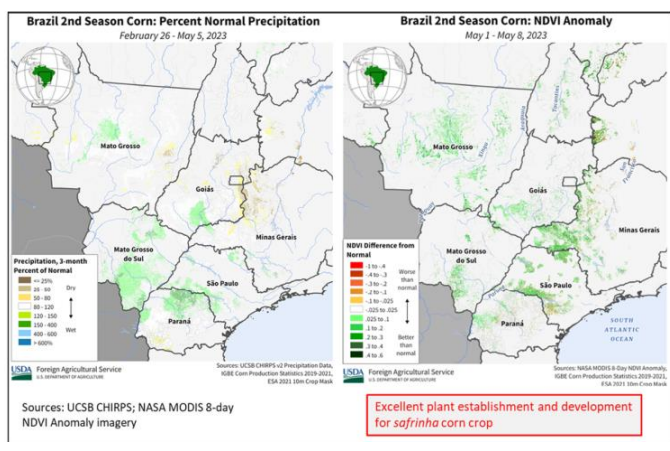 Brazil 2nd Season Corn: Percent Normal Precipitation
February 26 - May 5, 2023
Mato Grosso
Goiás
Minas Gerais
Mato Grosso
do Sul
São Paulo
Paraná
Precipitation, 3-month
Percent of Normal
<= 25%
25 - 50
50 - 80
80 - 120
120 - 150
150 - 400
400 - 600
> 600%
Dry
Wet
USDA Foreign Agricultural Service
U.S. DEPARTMENT OF AGRICULTURE
Sources: UCSB CHIRPS v2 Precipitation Data,
IGBE Corn Production Statistics 2019-2021,
ESA 2021 10m Crop Mask
Brazil 2nd Season Corn: NDVI Anomaly
May 1 - May 8, 2023
Mato Grosso
Araguaia
Tocantins
Xingu
São Francisco
Goiás
Minas Gerais
Mato Grosso
do Sul
São Paulo
Paraná
SOUTH
ATLANTIC
OCEAN
NDVI Difference from
Normal
-1 to -.4
-.4 to -.3
-.3 to -.2
-.2 to -.1
-.1 to -.025
-.025 to .025
.025 to .1
.1 to .2
.2 to .3
.3 to .4
.4 to .6
Worse
than
normal
Better
than
normal
USDA Foreign Agricultural Service
U.S. DEPARTMENT OF AGRICULTURE
Sources: NASA MODIS 8-Day NDVI Anomaly,
IGBE Corn Production Statistics 2019-2021,
ESA 2021 10m Crop Mask
Sources: UCSB CHIRPS; NASA MODIS 8-day
NDVI Anomaly imagery
Excellent plant establishment and development
for safrinha corn crop